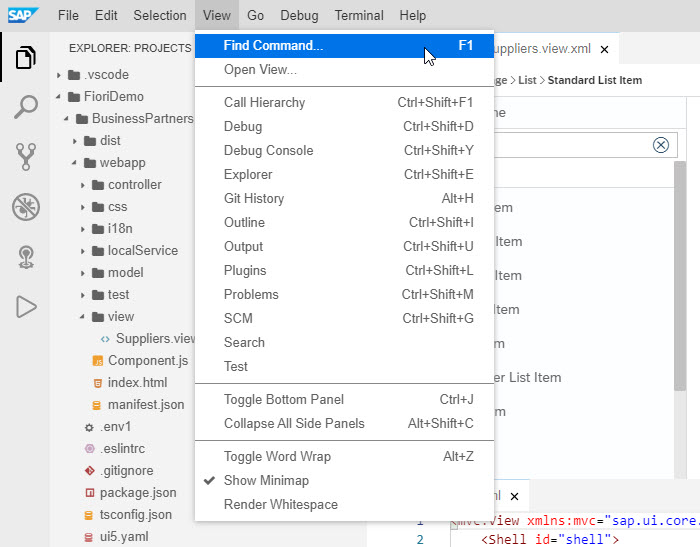 SAP File Edit Selection View Go Debug Terminal Help
EXPLORER: PROJECTS
.vscode
FioriDemo
BusinessPartners
dist
webapp
controller
css
i18n
localService
model
test
view
Suppliers.view
Component.js
index.html
manifest.json
.env1
.eslintrc
.gitignore
package.json
tsconfig.json
ui5.yaml
Find Command... F1
Open View...
Call Hierarchy Ctrl+Shift+F1
Debug Ctrl+Shift+D
Debug Console Ctrl+Shift+Y
Explorer Ctrl+Shift+E
Git History Alt+H
Outline Ctrl+Shift+I
Output Ctrl+Shift+U
Plugins Ctrl+Shift+L
Problems Ctrl+Shift+M
SCM Ctrl+Shift+G
Search
Test
Toggle Bottom Panel Ctrl+J
Collapse All Side Panels Alt+Shift+C
Toggle Word Wrap Alt+Z
Show Minimap
Render Whitespace
uppliers.view.xml
ge > List > Standard List Item
ne
em
Item
Item
Item
m
er List Item
em
ml
1 <mvc:View xmlns:mvc="sap.ui.core.
2 <Shell id="shell">